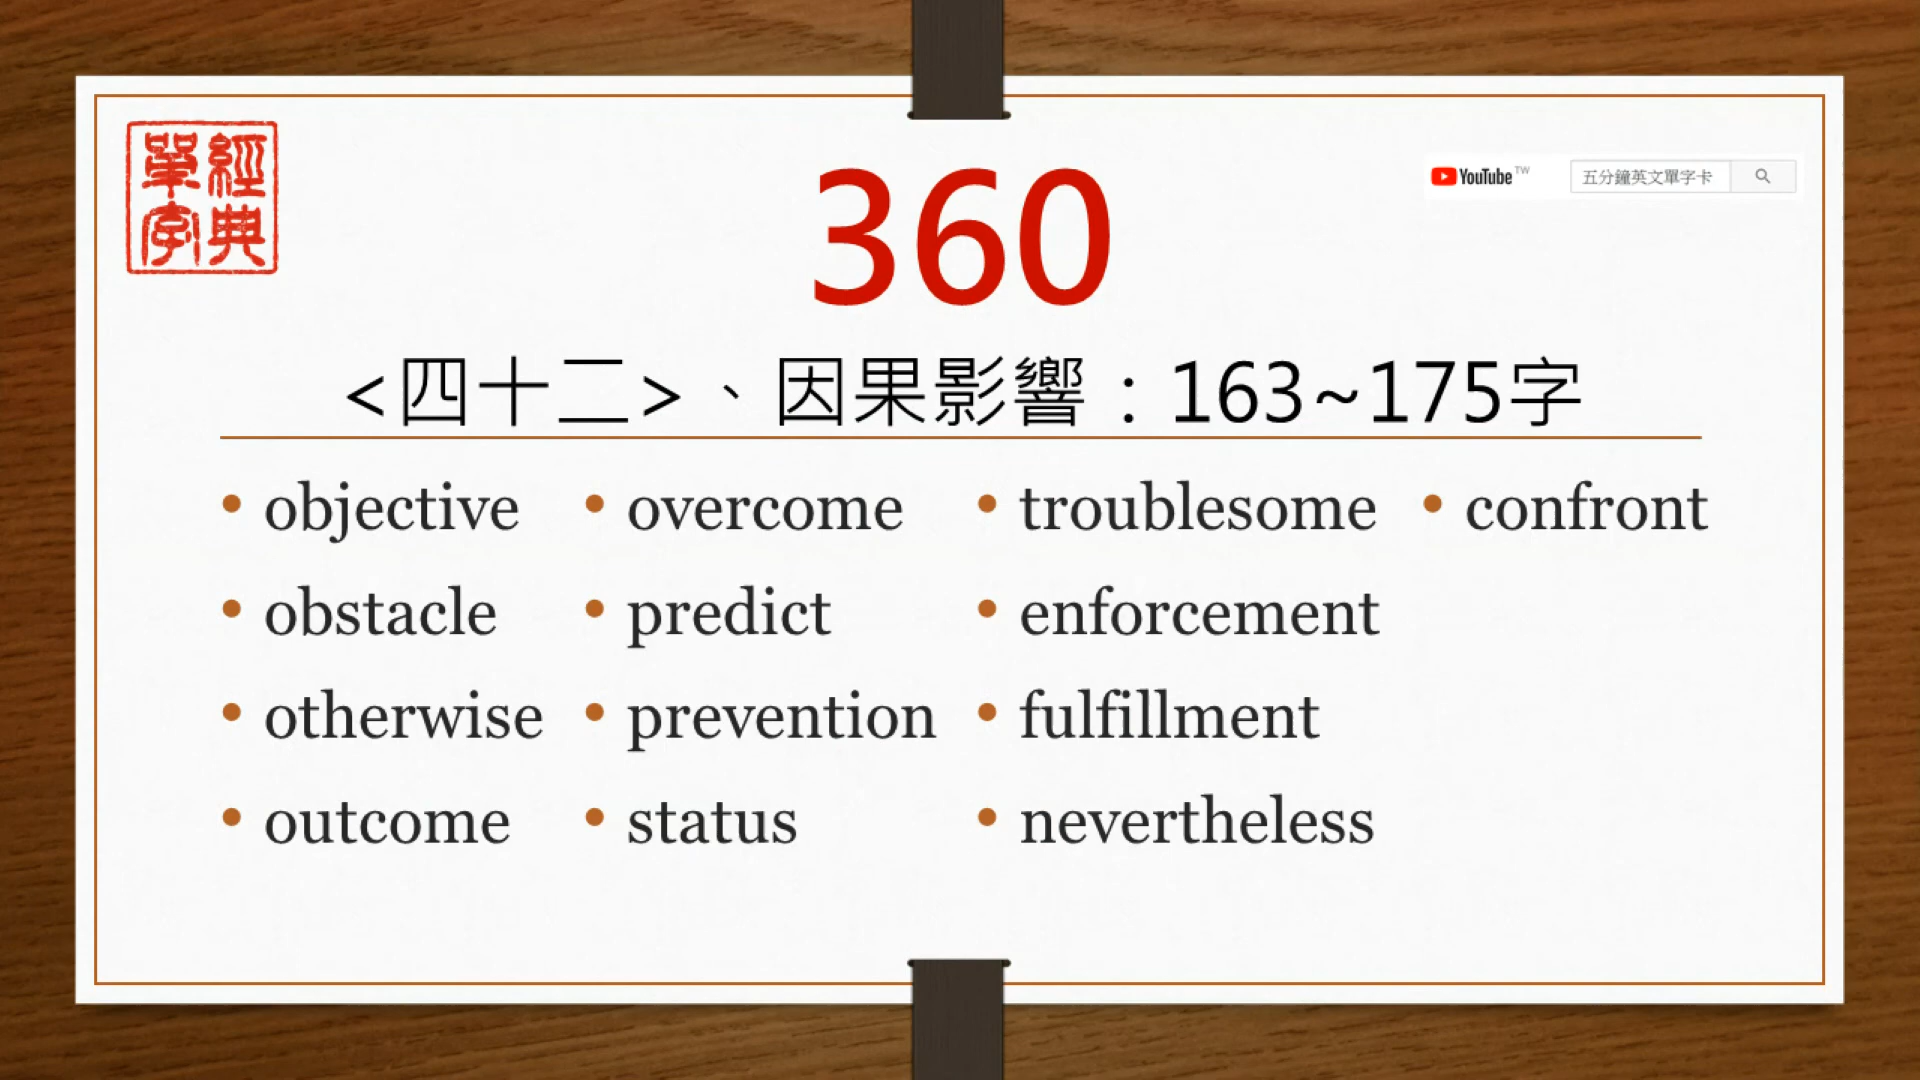 經典
單字
YouTube TW
五分鐘英文單字卡
360
<四十二>、因果影響：163~175字
objective
obstacle
otherwise
outcome
overcome
predict
prevention
status
troublesome
enforcement
fulfillment
nevertheless
confront